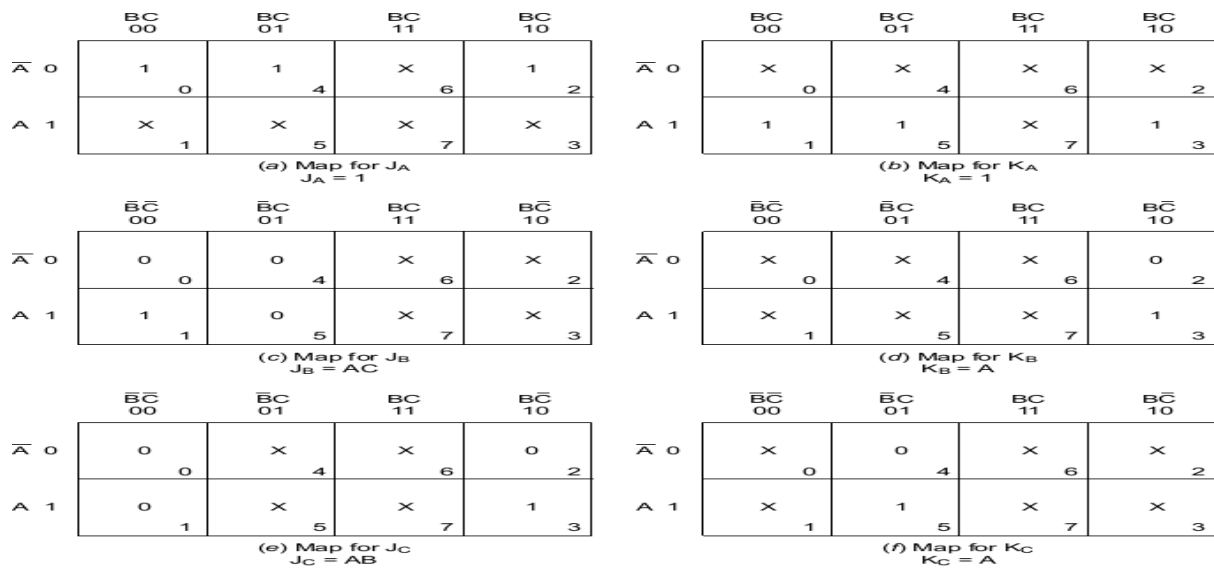 BC BC BC BC BC BC BC BC
00 01 11 10 00 01 11 10
A̅ 0 1 1 X 1 A̅ 0 X X X X
0 4 6 2 0 4 6 2
A 1 X X X X A 1 1 1 X 1
1 5 7 3 1 5 7 3
(a) Map for J_A (b) Map for K_A
J_A = 1 K_A = 1
B̅C̅ B̅C BC BC̅ B̅C̅ B̅C BC BC̅
00 01 11 10 00 01 11 10
A̅ 0 0 0 X X A̅ 0 X X X 0
0 4 6 2 0 4 6 2
A 1 1 0 X X A 1 X X X 1
1 5 7 3 1 5 7 3
(c) Map for J_B (d) Map for K_B
J_B = AC K_B = A
B̅C̅ B̅C BC BC̅ B̅C̅ B̅C BC BC̅
00 01 11 10 00 01 11 10
A̅ 0 0 X X 0 A̅ 0 X 0 X X
0 4 6 2 0 4 6 2
A 1 0 X X 1 A 1 X 1 X X
1 5 7 3 1 5 7 3
(e) Map for J_C (f) Map for K_C
J_C = AB K_C = A